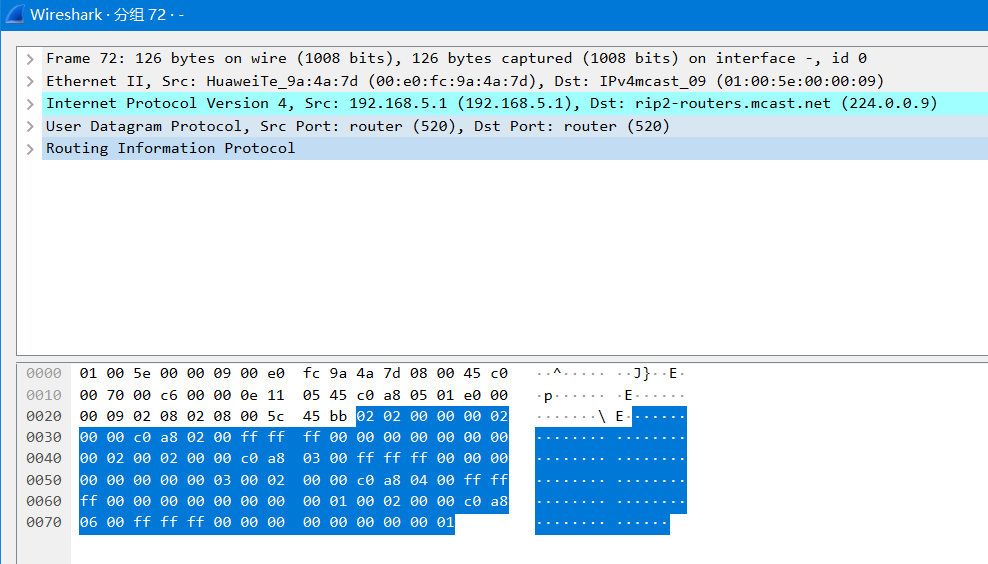 Wireshark · 分组 72 · -
Frame 72: 126 bytes on wire (1008 bits), 126 bytes captured (1008 bits) on interface -, id 0
Ethernet II, Src: HuaweiTe_9a:4a:7d (00:e0:fc:9a:4a:7d), Dst: IPv4mcast_09 (01:00:5e:00:00:09)
Internet Protocol Version 4, Src: 192.168.5.1 (192.168.5.1), Dst: rip2-routers.mcast.net (224.0.0.9)
User Datagram Protocol, Src Port: router (520), Dst Port: router (520)
Routing Information Protocol
0000 01 00 5e 00 00 09 00 e0 fc 9a 4a 7d 08 00 45 c0 ··^····· ··J}··E·
0010 00 70 00 c6 00 00 0e 11 05 45 c0 a8 05 01 e0 00 ·p······ ·E······
0020 00 09 02 08 02 08 00 5c 45 bb 02 02 00 00 00 02 ·······\ E·······
0030 00 00 c0 a8 02 00 ff ff ff 00 00 00 00 00 00 00 ········ ········
0040 00 02 00 02 00 00 c0 a8 03 00 ff ff ff 00 00 00 ········ ········
0050 00 00 00 00 00 03 00 02 00 00 c0 a8 04 00 ff ff ········ ········
0060 ff 00 00 00 00 00 00 00 00 01 00 02 00 00 c0 a8 ········ ········
0070 06 00 ff ff ff 00 00 00 00 00 00 00 00 01 ········ ······